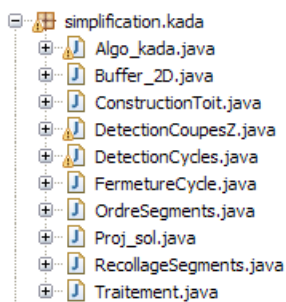 simplification.kada
Algo_kada.java
Buffer_2D.java
ConstructionToit.java
DetectionCoupesZ.java
DetectionCycles.java
FermetureCycle.java
OrdreSegments.java
Proj_sol.java
RecollageSegments.java
Traitement.java